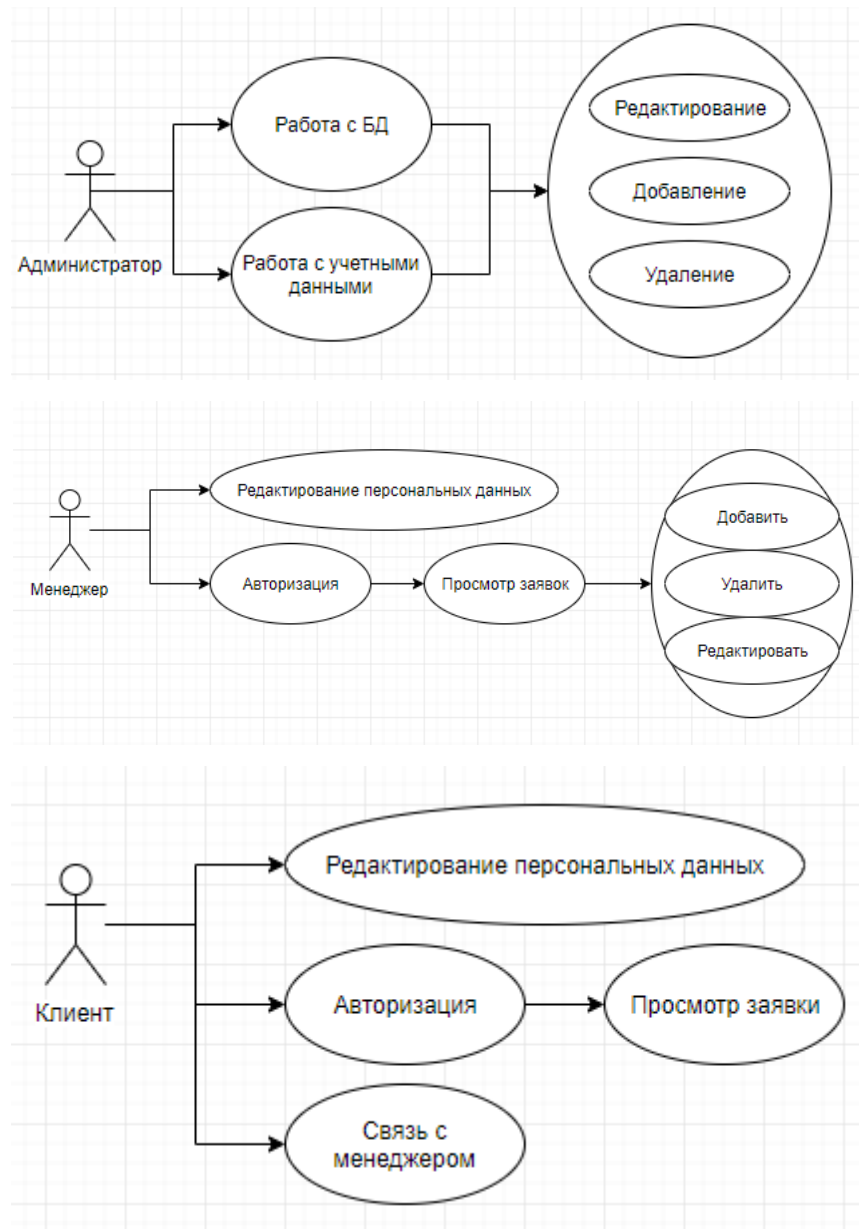 Работа с БД
Редактирование
Добавление
Администратор
Работа с учетными
данными
Удаление
Редактирование персональных данных
Добавить
Менеджер
Авторизация
Просмотр заявок
Удалить
Редактировать
Редактирование персональных данных
Клиент
Авторизация
Просмотр заявки
Связь с
менеджером